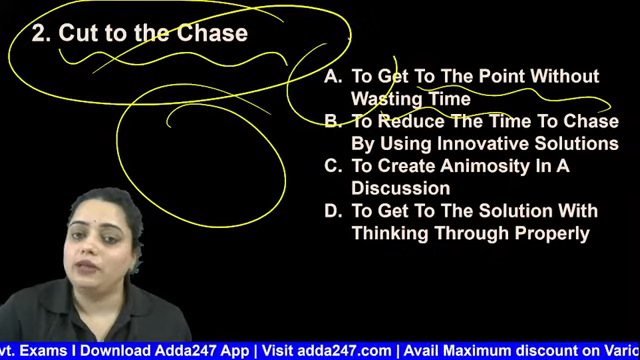 2. Cut to the Chase
A. To Get To The Point Without
Wasting Time
B. To Reduce The Time To Chase
By Using Innovative Solutions
C. To Create Animosity In A
Discussion
D. To Get To The Solution With
Thinking Through Properly
vt. Exams I Download Adda247 App | Visit adda247.com | Avail Maximum discount on Vario